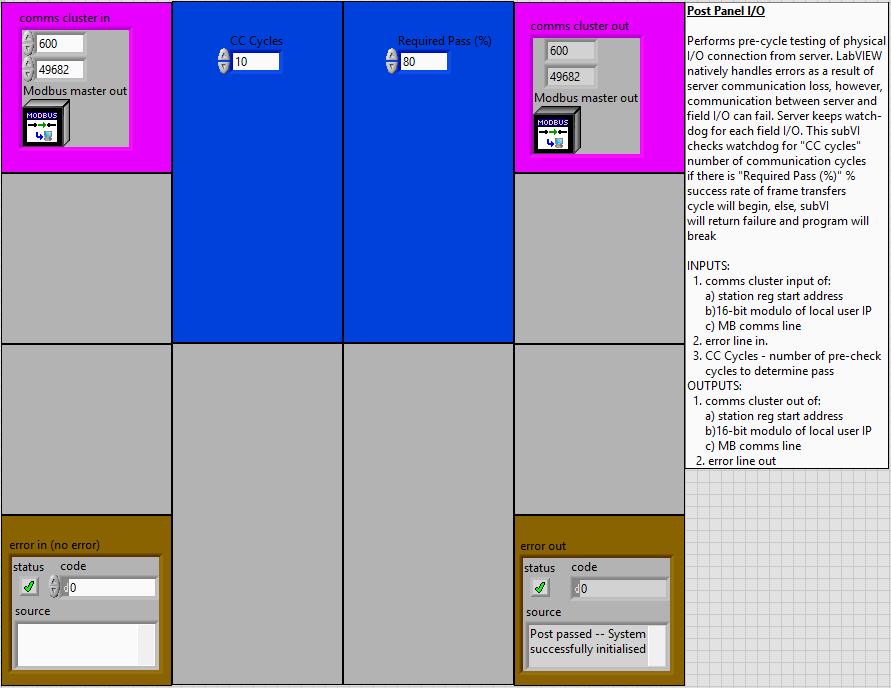 comms cluster in
600
49682
Modbus master out
MODBUS
CC Cycles
10
Required Pass (%)
80
comms cluster out
600
49682
Modbus master out
MODBUS
error in (no error)
status code
d0
source
error out
status code
d0
source
Post passed -- System
successfully initialised
Post Panel I/O
Performs pre-cycle testing of physical
I/O connection from server. LabVIEW
natively handles errors as a result of
server communication loss, however,
communication between server and
field I/O can fail. Server keeps watch-
dog for each field I/O. This subVI
checks watchdog for "CC cycles"
number of communication cycles
if there is "Required Pass (%)" %
success rate of frame transfers
cycle will begin, else, subVI
will return failure and program will
break
INPUTS:
1. comms cluster input of:
a) station reg start address
b)16-bit modulo of local user IP
c) MB comms line
2. error line in.
3. CC Cycles - number of pre-check
cycles to determine pass
OUTPUTS:
1. comms cluster out of:
a) station reg start address
b)16-bit modulo of local user IP
c) MB comms line
2. error line out